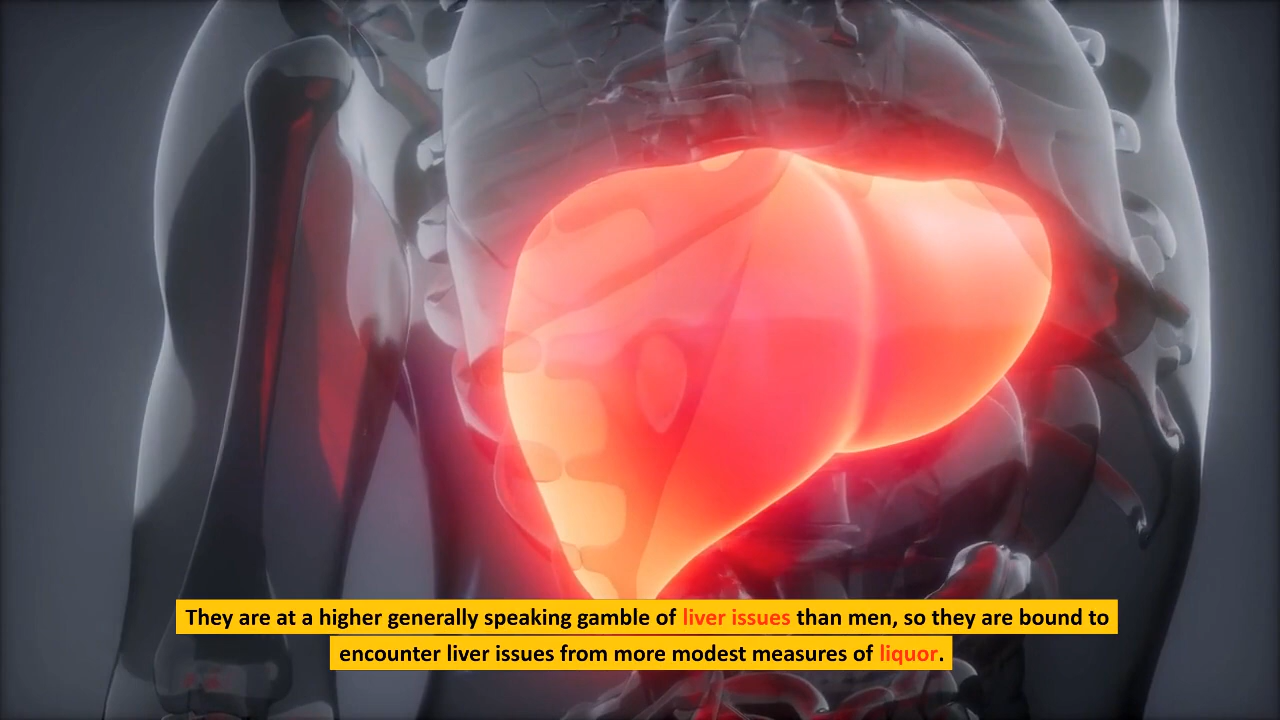 They are at a higher generally speaking gamble of liver issues than men, so they are bound to
encounter liver issues from more modest measures of liquor.